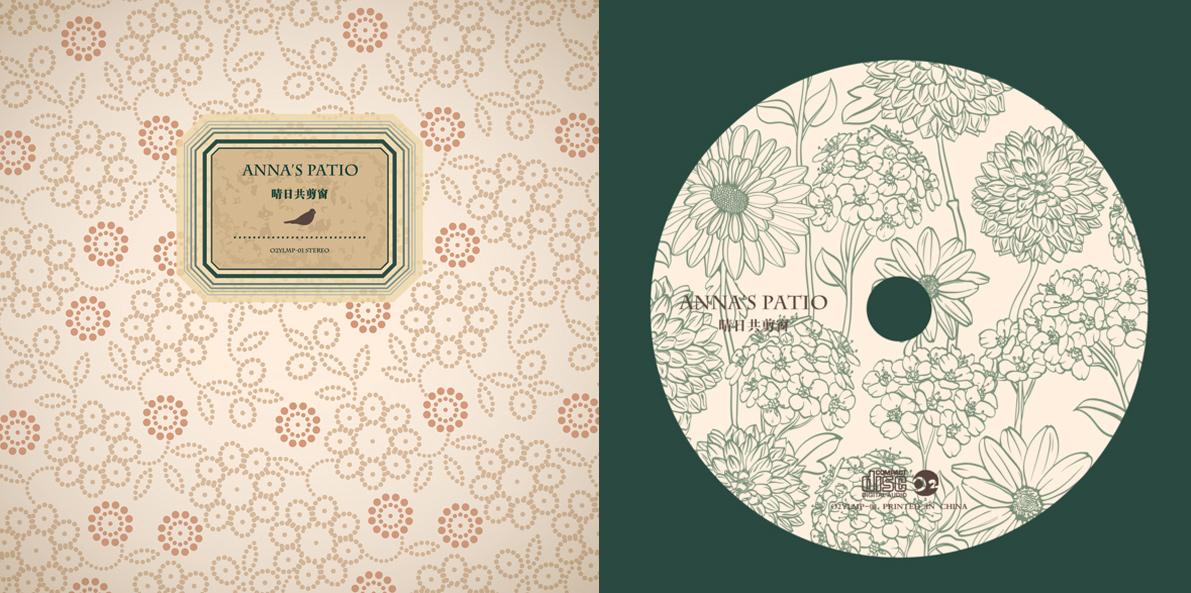 ANNA'S PATIO
晴日共剪窗
O2YLMP-01 STEREO
ANNA'S PATIO
晴日共剪窗
COMPACT
disc
DIGITAL AUDIO
O2
O2YLMP-01, PRINTED IN CHINA